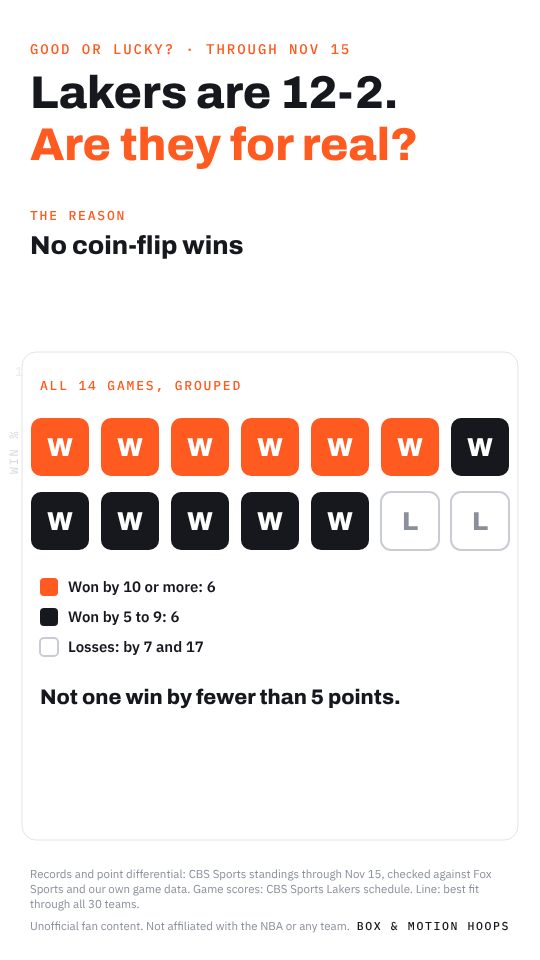 GOOD OR LUCKY? · THROUGH NOV 15
Lakers are 12-2.
Are they for real?
THE REASON
No coin-flip wins
WIN %
ALL 14 GAMES, GROUPED
W W W W W W W
W W W W W L L
Won by 10 or more: 6
Won by 5 to 9: 6
Losses: by 7 and 17
Not one win by fewer than 5 points.
Records and point differential: CBS Sports standings through Nov 15, checked against Fox
Sports and our own game data. Game scores: CBS Sports Lakers schedule. Line: best fit
through all 30 teams.
Unofficial fan content. Not affiliated with the NBA or any team. BOX & MOTION HOOPS